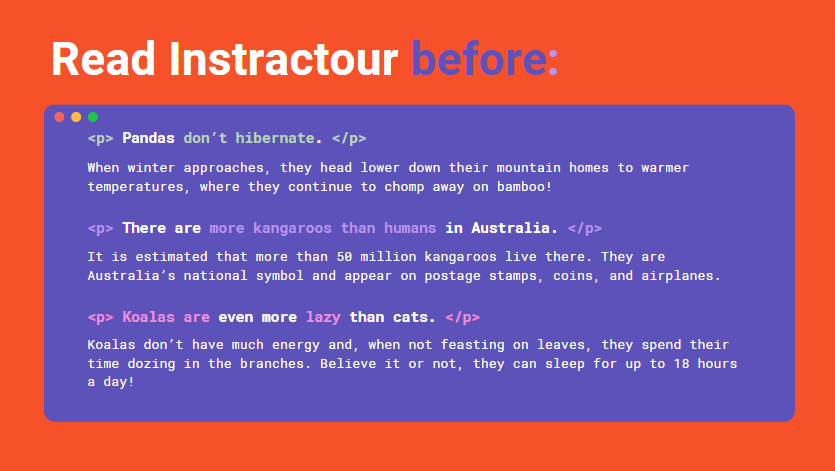 Read Instractour before:
<p> Pandas don’t hibernate. </p>
When winter approaches, they head lower down their mountain homes to warmer
temperatures, where they continue to chomp away on bamboo!
<p> There are more kangaroos than humans in Australia. </p>
It is estimated that more than 50 million kangaroos live there. They are
Australia’s national symbol and appear on postage stamps, coins, and airplanes.
<p> Koalas are even more lazy than cats. </p>
Koalas don’t have much energy and, when not feasting on leaves, they spend their
time dozing in the branches. Believe it or not, they can sleep for up to 18 hours
a day!